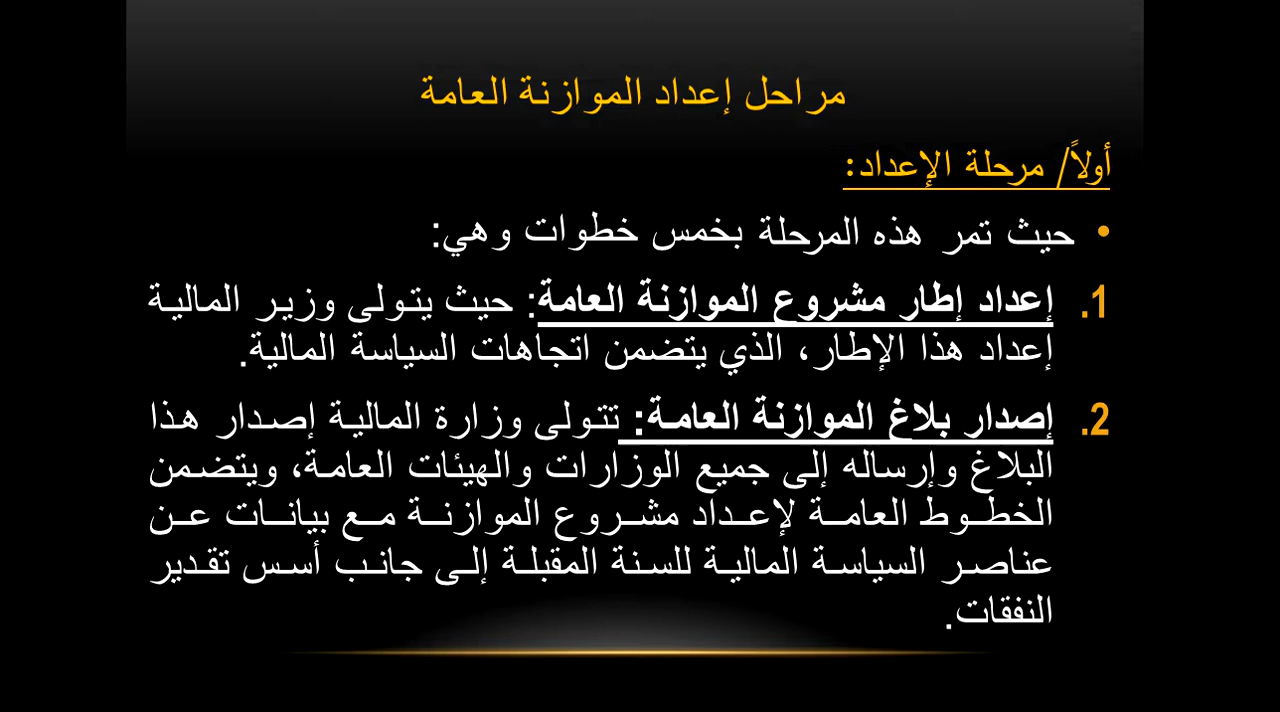 مراحل إعداد الموازنة العامة
أولاً/ مرحلة الإعداد:
• حيث تمر هذه المرحلة بخمس خطوات وهي:
1. إعداد إطار مشروع الموازنة العامة: حيث يتولى وزير المالية
إعداد هذا الإطار، الذي يتضمن اتجاهات السياسة المالية.
2. إصدار بلاغ الموازنة العامة: تتولى وزارة المالية إصدار هذا
البلاغ وإرساله إلى جميع الوزارات والهيئات العامة، ويتضمن
الخطوط العامة لإعداد مشروع الموازنة مع بيانات عن
عناصر السياسة المالية للسنة المقبلة إلى جانب أسس تقدير
النفقات.